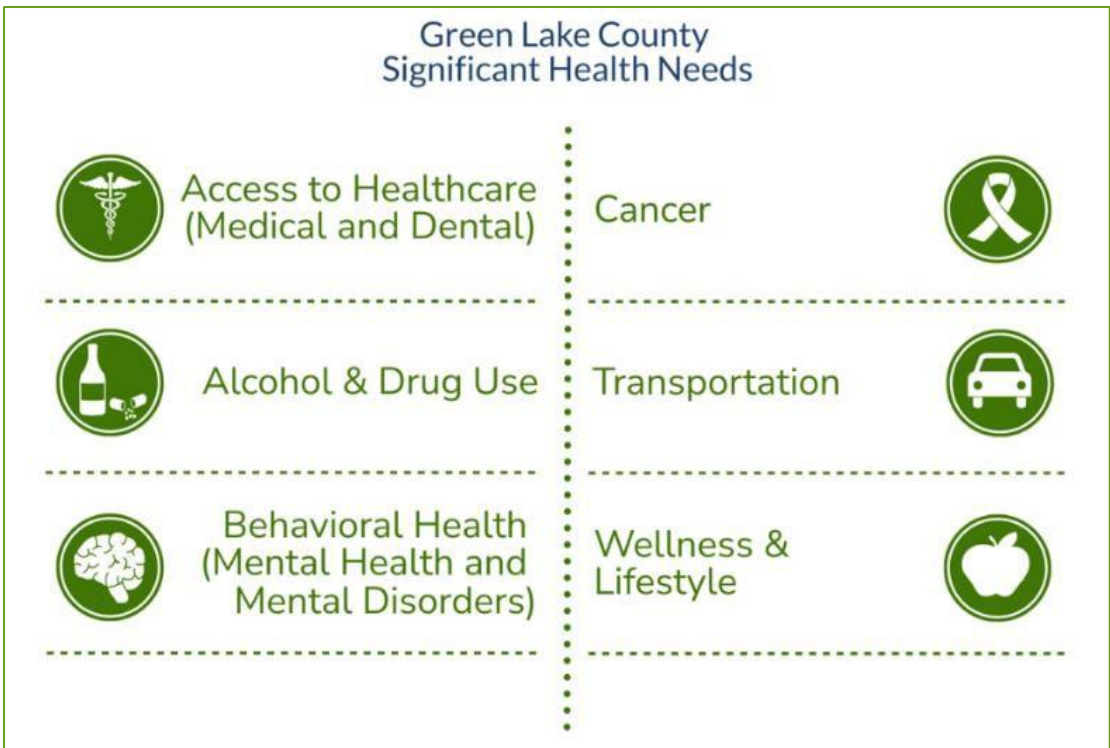 Green Lake County
Significant Health Needs
Access to Healthcare
(Medical and Dental)
Cancer
Alcohol & Drug Use
Transportation
Behavioral Health
(Mental Health and
Mental Disorders)
Wellness &
Lifestyle